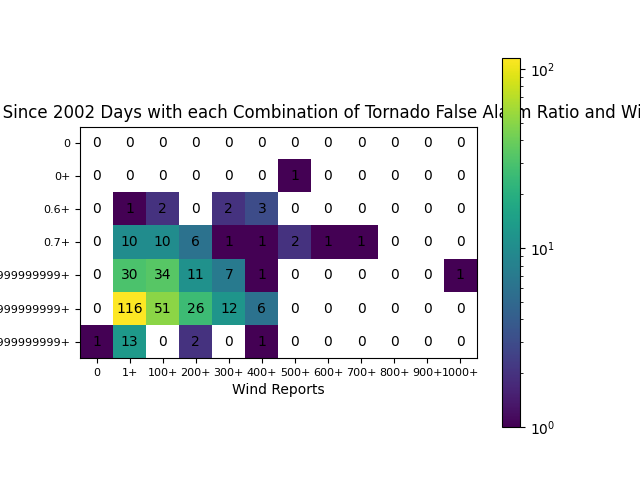 Since 2002 Days with each Combination of Tornado False Alarm Ratio and Wi
10²
0 0 0 0 0 0 0 0 0 0 0 0 0
0+ 0 0 0 0 0 0 1 0 0 0 0 0
0.6+ 0 1 2 0 2 3 0 0 0 0 0 0
0.7+ 0 10 10 6 1 1 2 1 1 0 0 0
10¹
999999999+ 0 30 34 11 7 1 0 0 0 0 0 1
999999999+ 0 116 51 26 12 6 0 0 0 0 0 0
999999999+ 1 13 0 2 0 1 0 0 0 0 0 0
0 1+ 100+ 200+ 300+ 400+ 500+ 600+ 700+ 800+ 900+ 1000+
Wind Reports
10⁰